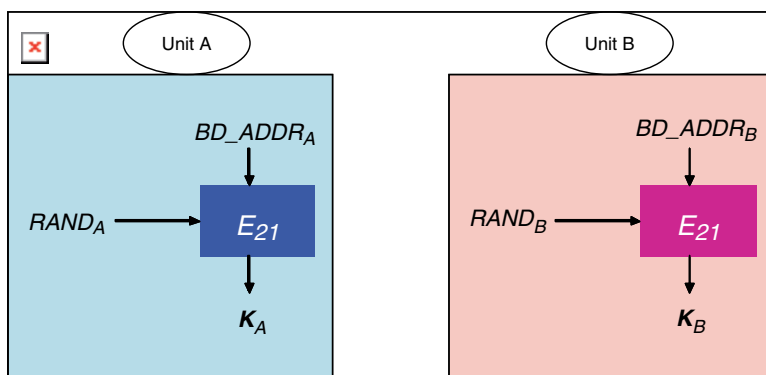 Unit A
Unit B
BD_ADDR_A
BD_ADDR_B
RAND_A
E_21
RAND_B
E_21
K_A
K_B